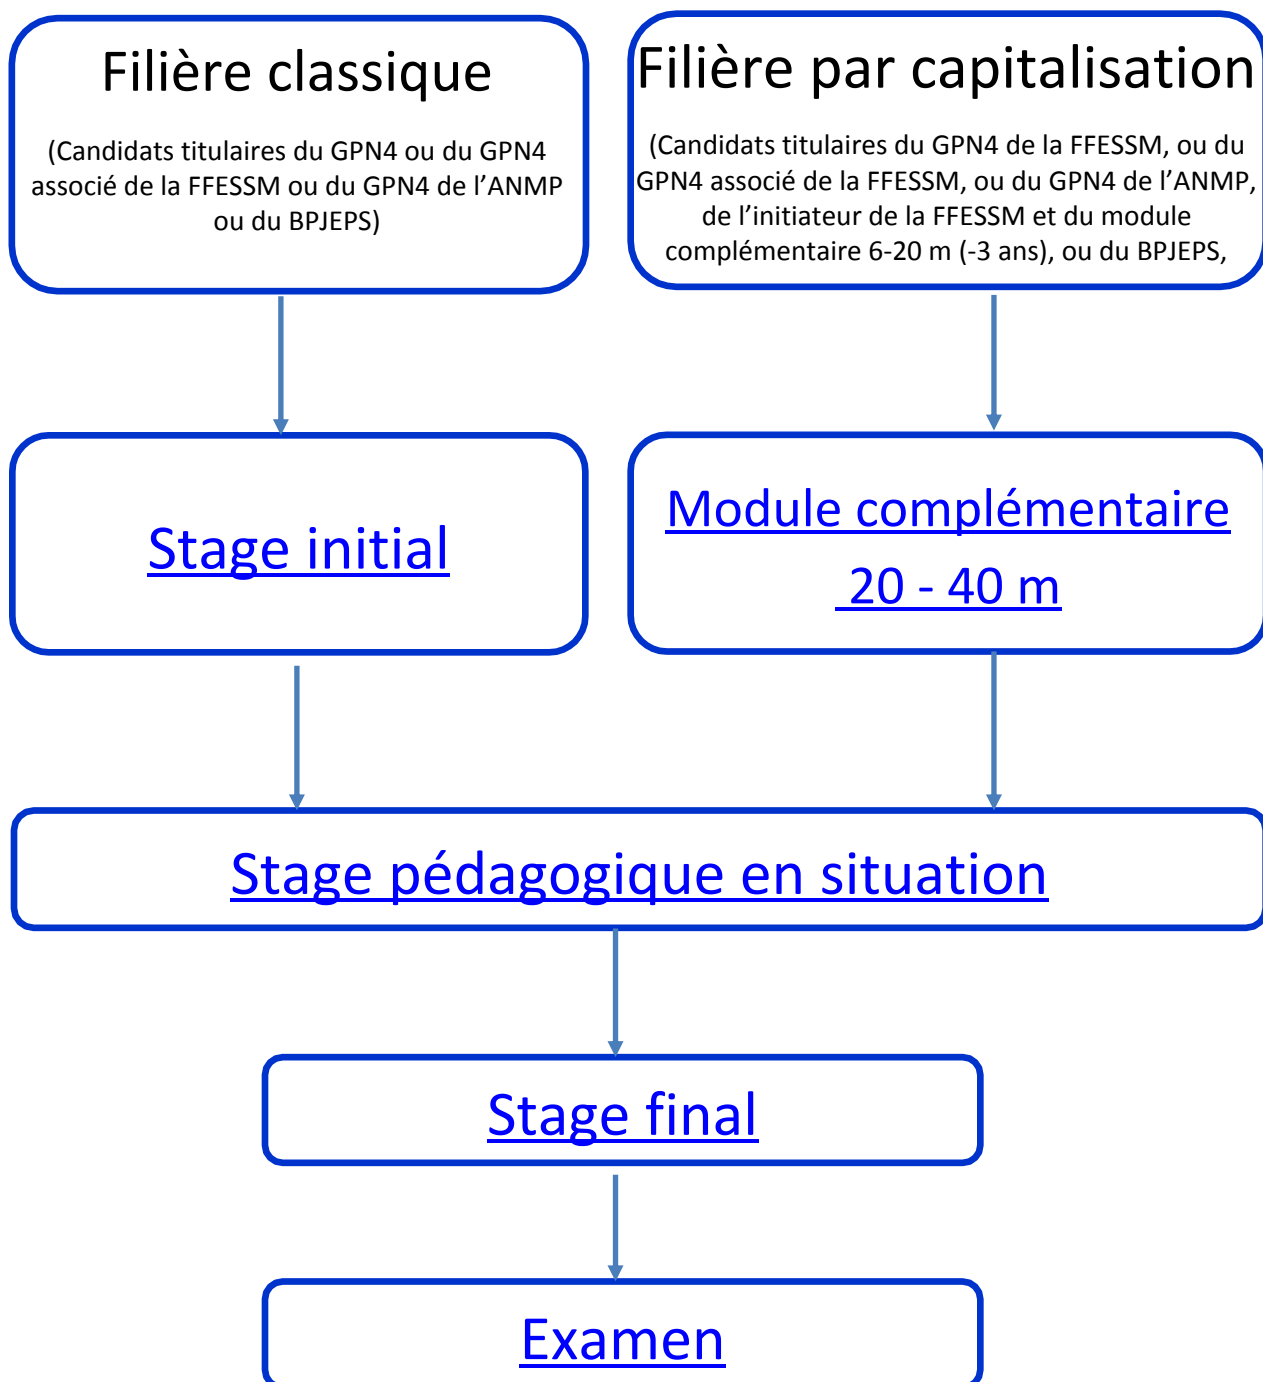 Filière classique
(Candidats titulaires du GPN4 ou du GPN4
associé de la FFESSM ou du GPN4 de l’ANMP
ou du BPJEPS)
Filière par capitalisation
(Candidats titulaires du GPN4 de la FFESSM, ou du
GPN4 associé de la FFESSM, ou du GPN4 de l’ANMP,
de l’initiateur de la FFESSM et du module
complémentaire 6-20 m (-3 ans), ou du BPJEPS,
Stage initial
Module complémentaire
20 - 40 m
Stage pédagogique en situation
Stage final
Examen